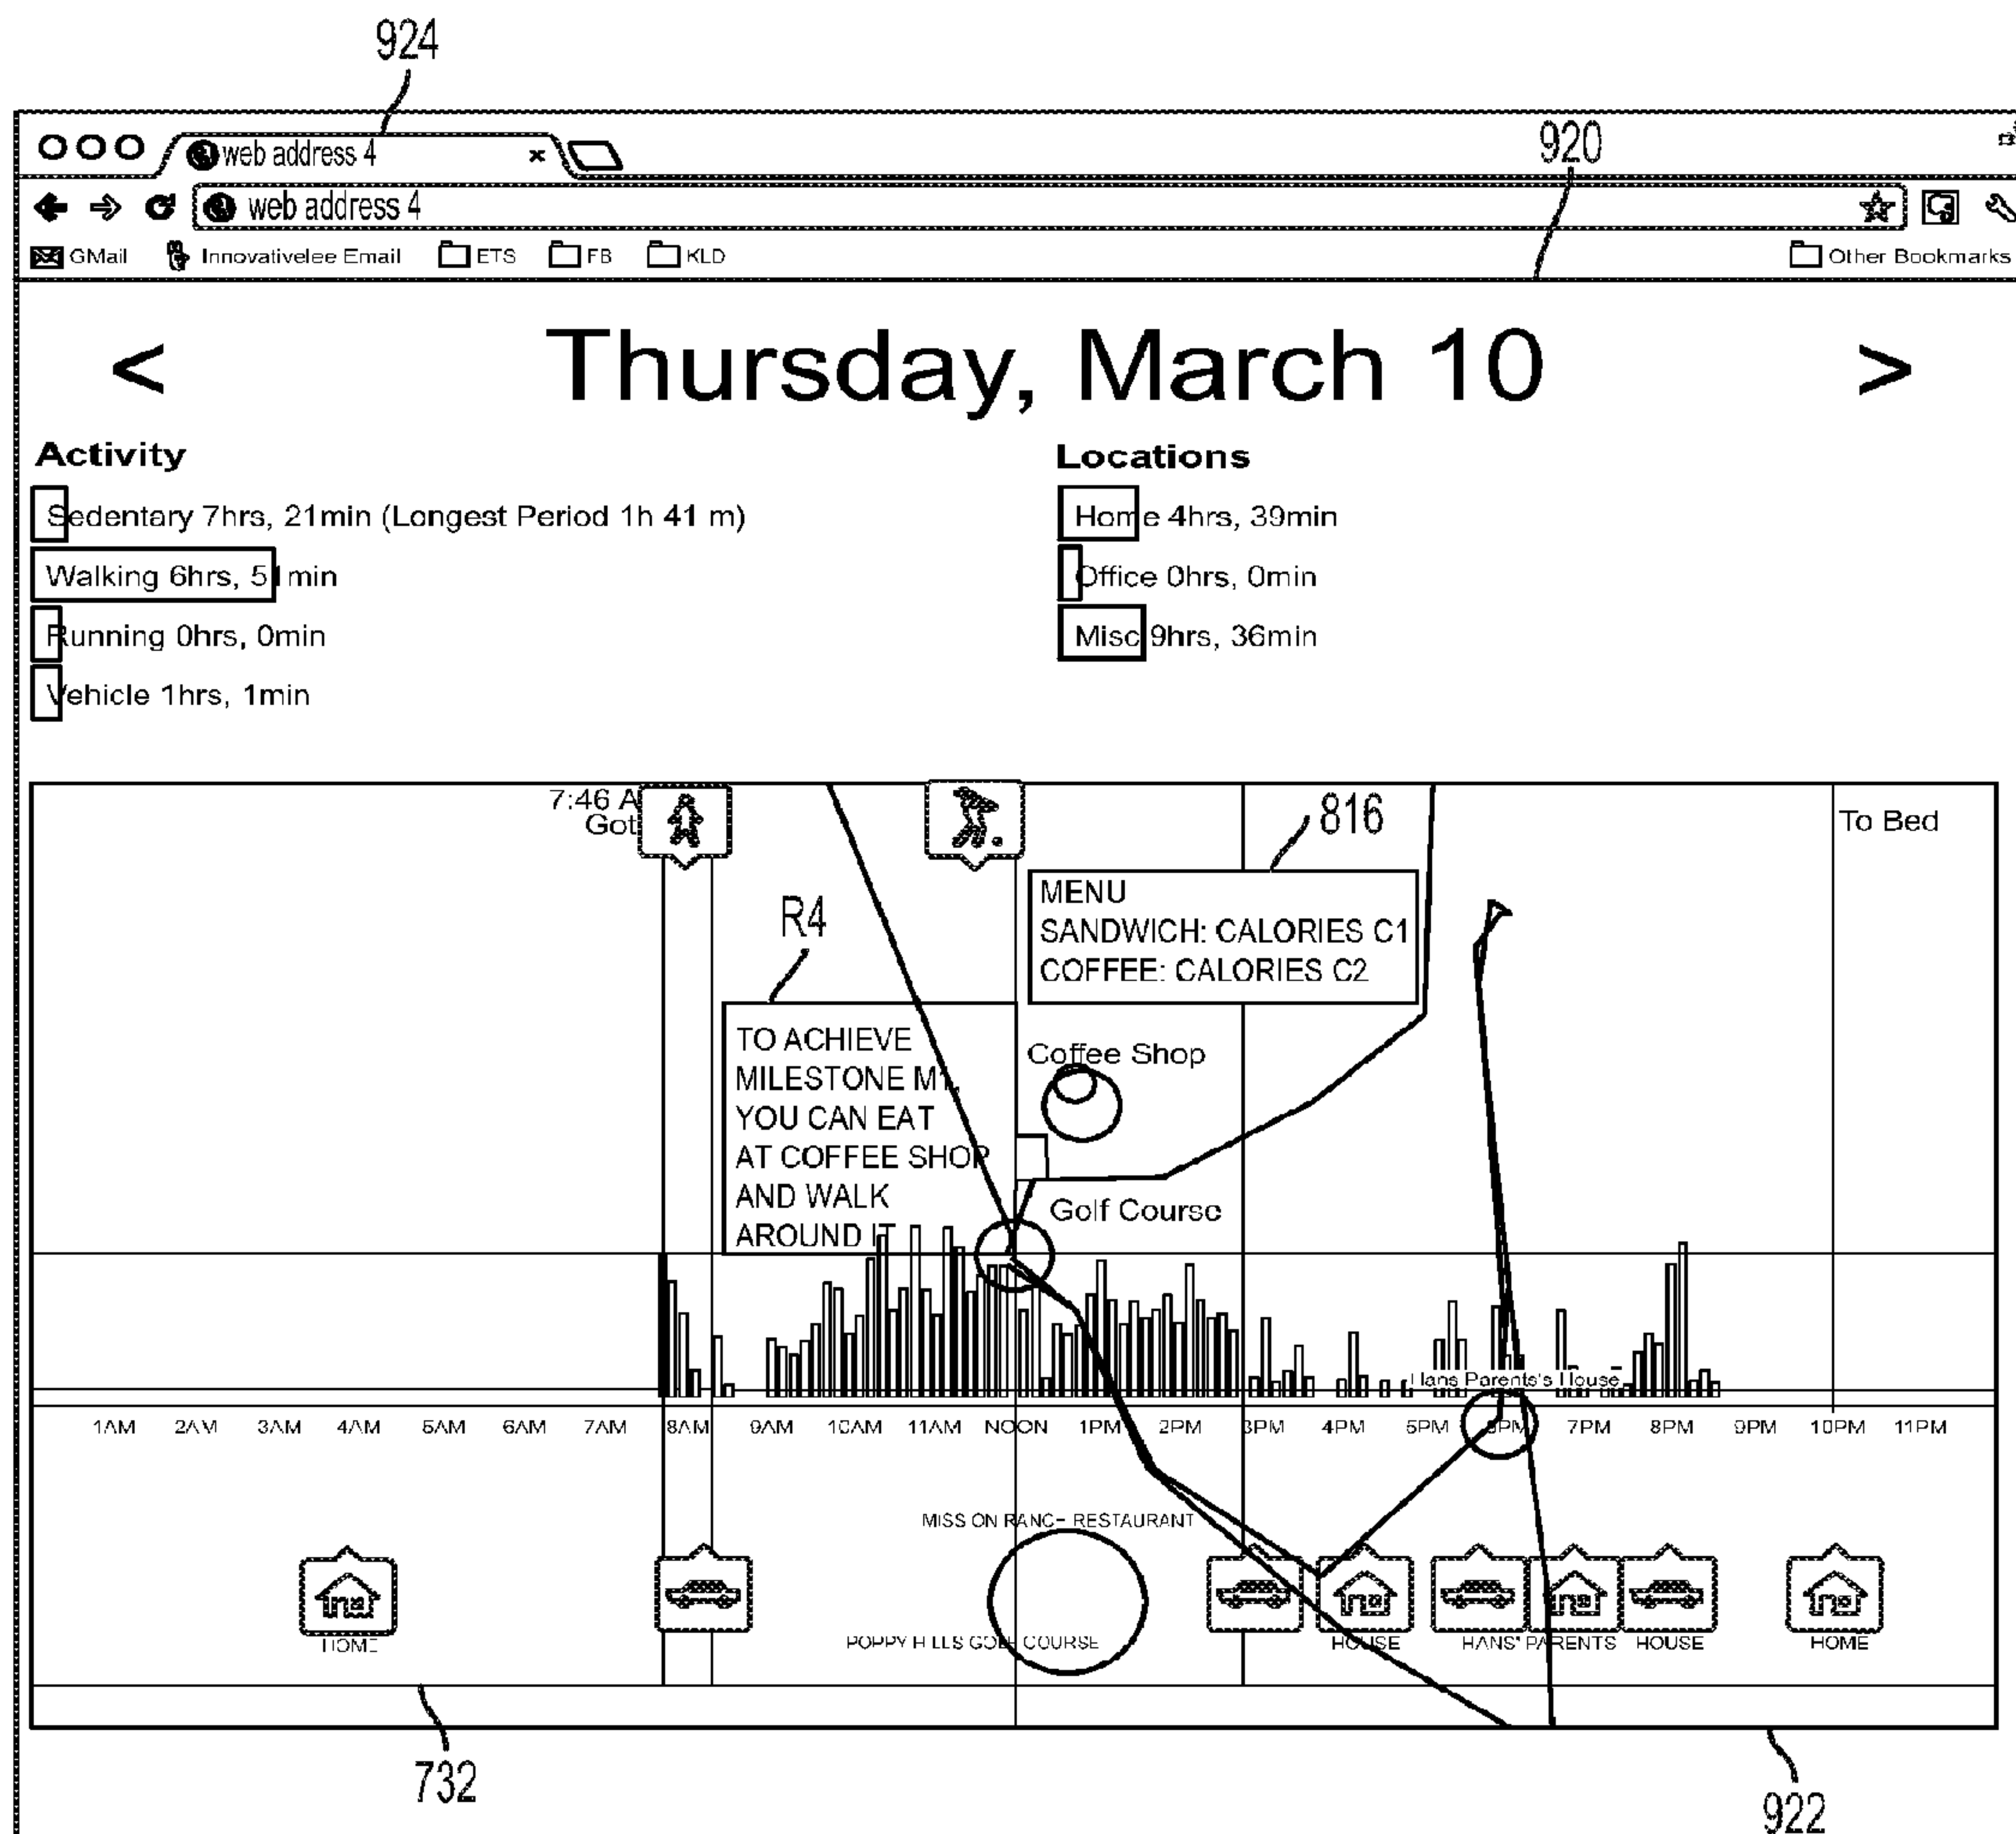 924
web address 4
920
web address 4
GMail Innovativelee Email ETS FB KLD Other Bookmarks
< Thursday, March 10 >
Activity
Sedentary 7hrs, 21min (Longest Period 1h 41 m)
Walking 6hrs, 51min
Running 0hrs, 0min
Vehicle 1hrs, 1min
Locations
Home 4hrs, 39min
Office 0hrs, 0min
Misc 9hrs, 36min
7:46 A
Got
To Bed
816
MENU
SANDWICH: CALORIES C1
COFFEE: CALORIES C2
R4
TO ACHIEVE
MILESTONE M1,
YOU CAN EAT
AT COFFEE SHOP
AND WALK
AROUND IT
Coffee Shop
Golf Course
Hans Parents's House
1AM 2AM 3AM 4AM 5AM 6AM 7AM 8AM 9AM 10AM 11AM NOON 1PM 2PM 3PM 4PM 5PM 6PM 7PM 8PM 9PM 10PM 11PM
MISSION RANCH RESTAURANT
HOME POPPY HILLS GOLF COURSE HOUSE HANS' PARENTS HOUSE HOME
732
922